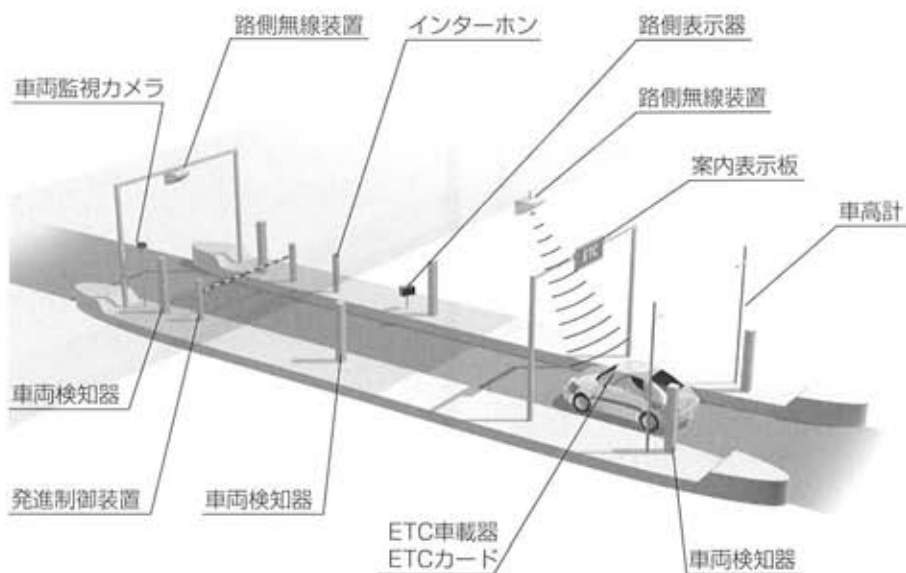 路側無線装置
インターホン
路側表示器
車両監視カメラ
路側無線装置
案内表示板
車高計
ETC
車両検知器
発進制御装置
車両検知器
ETC車載器
ETCカード
車両検知器